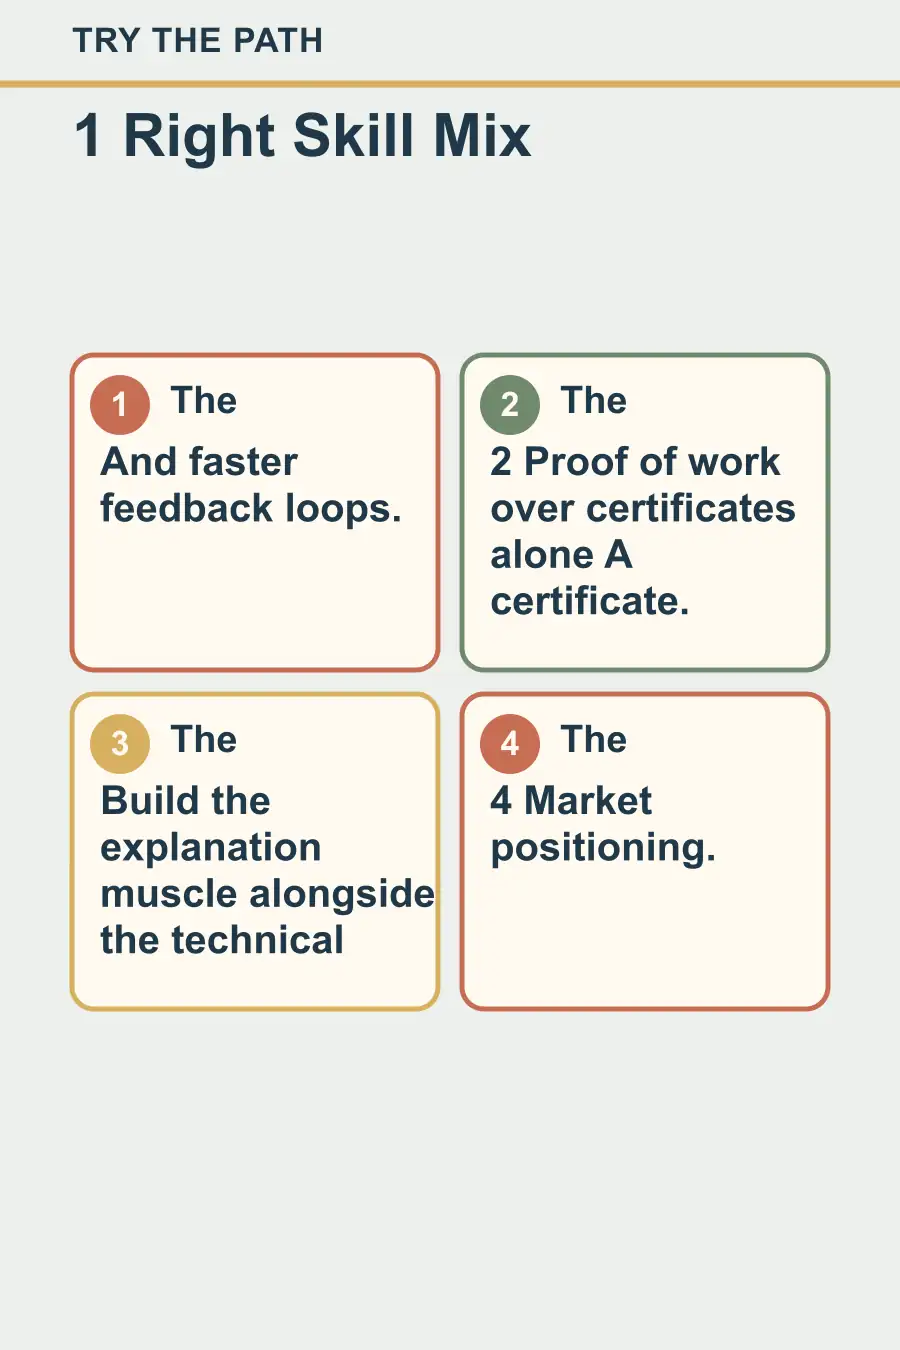 TRY THE PATH
1 Right Skill Mix
1 The
And faster
feedback loops.
2 The
2 Proof of work
over certificates
alone A
certificate.
3 The
Build the
explanation
muscle alongside
the technical
4 The
4 Market
positioning.